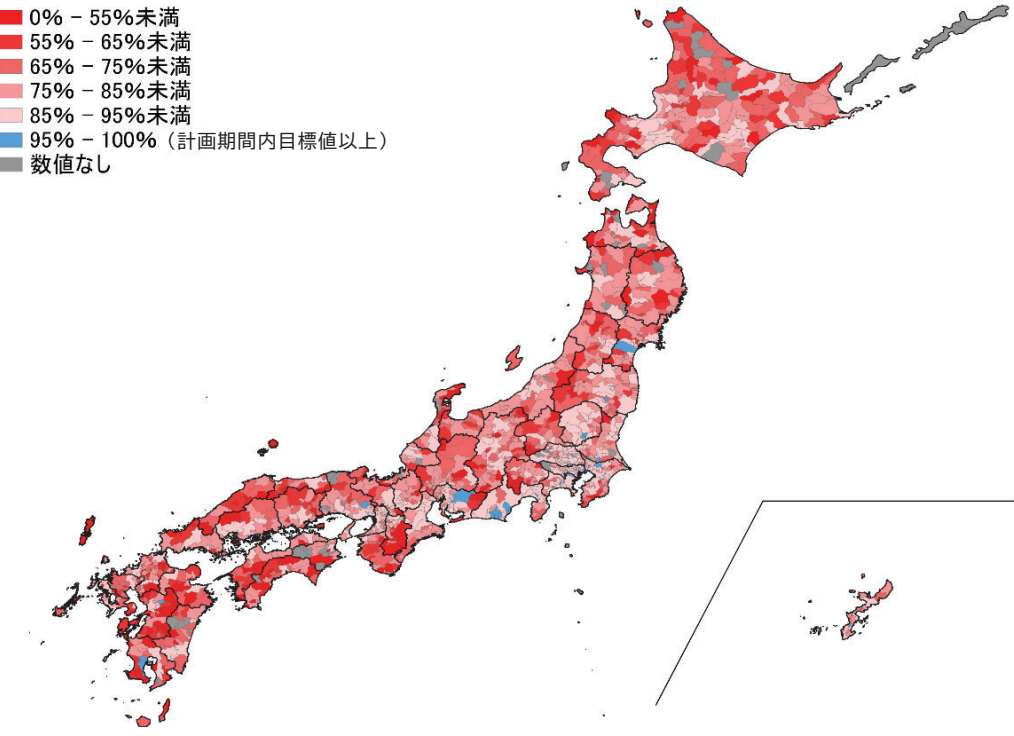 0% − 55%未満
55% − 65%未満
65% − 75%未満
75% − 85%未満
85% − 95%未満
95% − 100%（計画期間内目標値以上）
数値なし